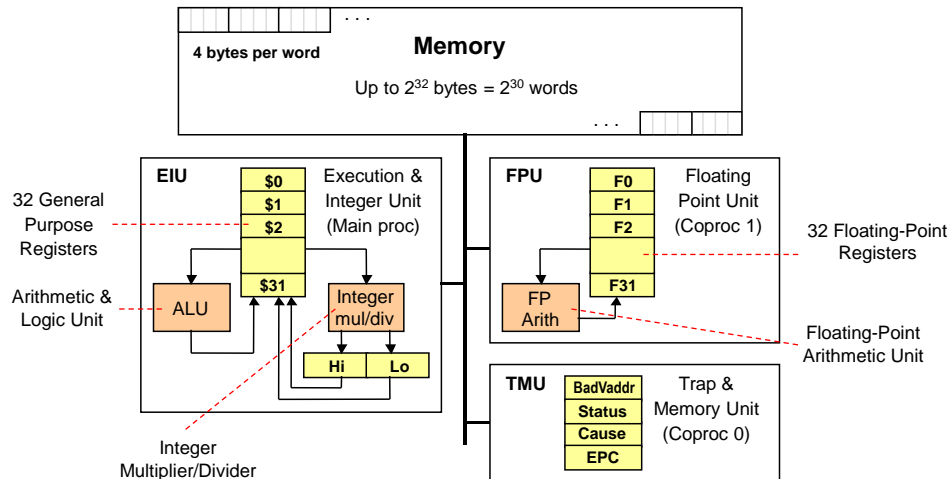 . . .
4 bytes per word
Memory
Up to 2³² bytes = 2³⁰ words
. . .
32 General
Purpose
Registers
Arithmetic &
Logic Unit
EIU
$0
$1
$2
$31
Execution &
Integer Unit
(Main proc)
ALU
Integer
mul/div
Hi
Lo
Integer
Multiplier/Divider
FPU
F0
F1
F2
F31
Floating
Point Unit
(Coproc 1)
FP
Arith
32 Floating-Point
Registers
Floating-Point
Arithmetic Unit
TMU
BadVaddr
Status
Cause
EPC
Trap &
Memory Unit
(Coproc 0)